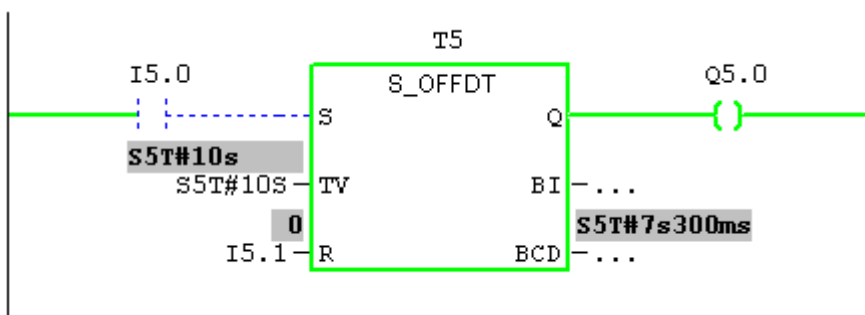 T5
I5.0
S_OFFDT
Q5.0
S
Q
S5T#10s
S5T#10S
TV
BI
...
0
S5T#7s300ms
I5.1
R
BCD
...